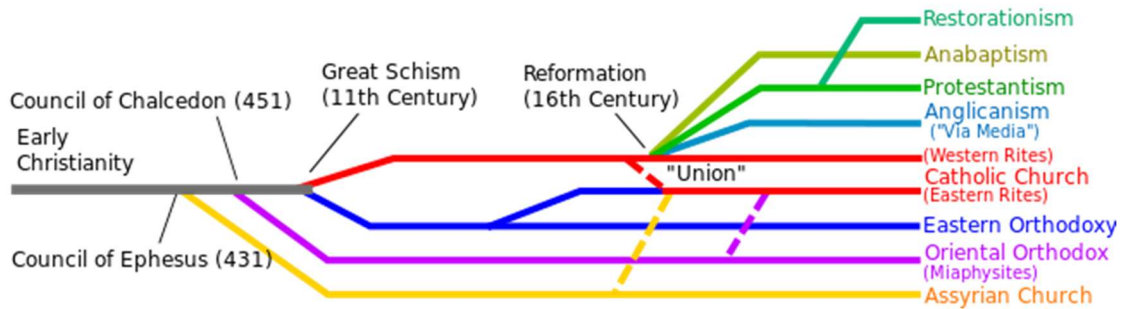 Restorationism
Anabaptism
Great Schism
(11th Century)
Reformation
(16th Century)
Protestantism
Council of Chalcedon (451)
Anglicanism
("Via Media")
Early
Christianity
(Western Rites)
"Union"
Catholic Church
(Eastern Rites)
Eastern Orthodoxy
Council of Ephesus (431)
Oriental Orthodox
(Miaphysites)
Assyrian Church